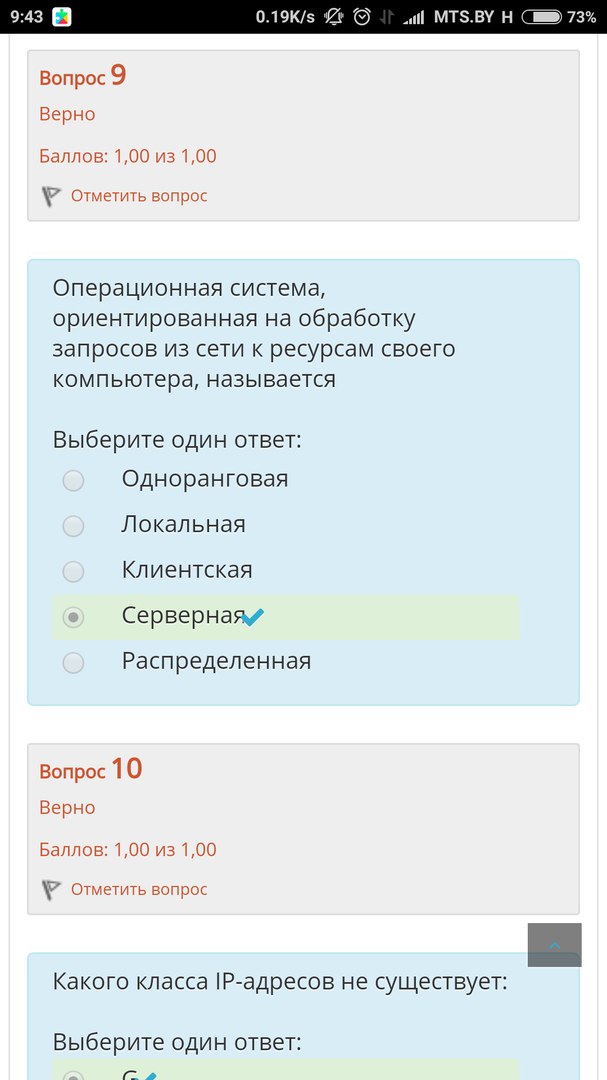 9:43 0.19K/s MTS.BY H 73%
Вопрос 9
Верно
Баллов: 1,00 из 1,00
Отметить вопрос
Операционная система,
ориентированная на обработку
запросов из сети к ресурсам своего
компьютера, называется
Выберите один ответ:
Одноранговая
Локальная
Клиентская
Серверная
Распределенная
Вопрос 10
Верно
Баллов: 1,00 из 1,00
Отметить вопрос
Какого класса IP-адресов не существует:
Выберите один ответ: